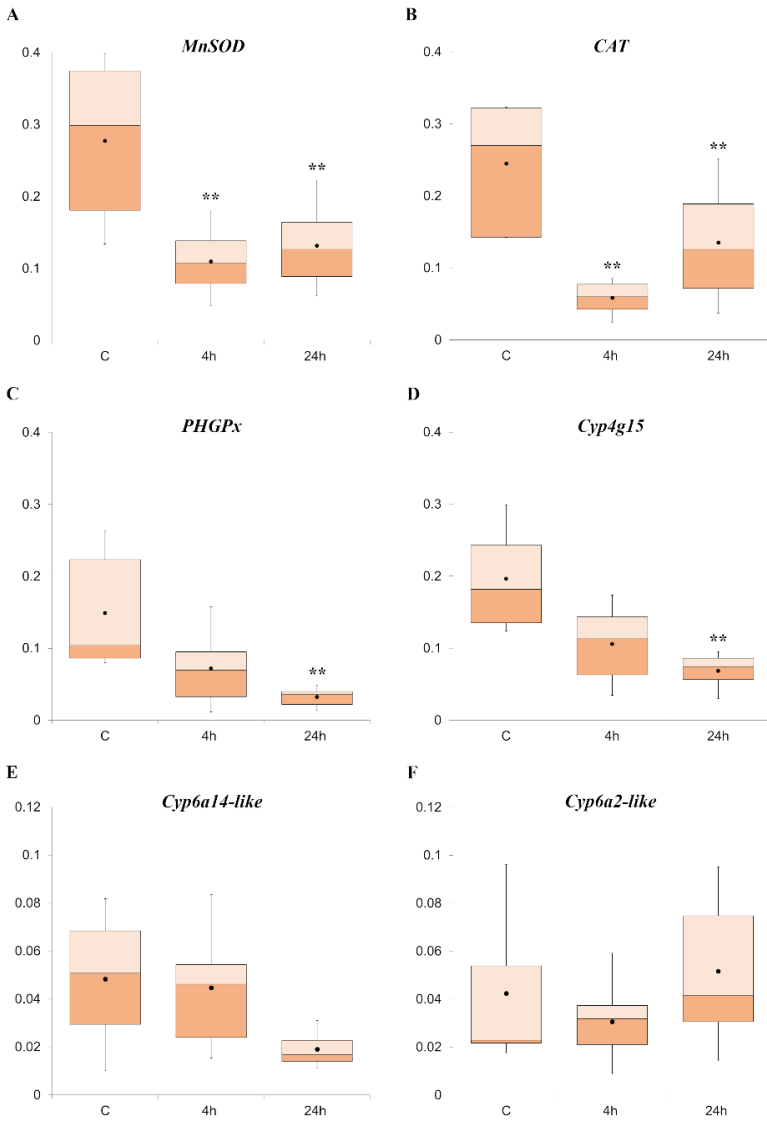 A
B
MnSOD
CAT
0.4
0.4
0.3
0.3
**
**
0.2
**
0.2
0.1
0.1
**
0
0
C
4h
24h
C
4h
24h
C
D
PHGPx
Cyp4g15
0.4
0.4
0.3
0.3
0.2
0.2
0.1
**
0.1
**
0
0
C
4h
24h
C
4h
24h
E
F
Cyp6a14-like
Cyp6a2-like
0.12
0.12
0.1
0.1
0.08
0.08
0.06
0.06
0.04
0.04
0.02
0.02
0
0
C
4h
24h
C
4h
24h